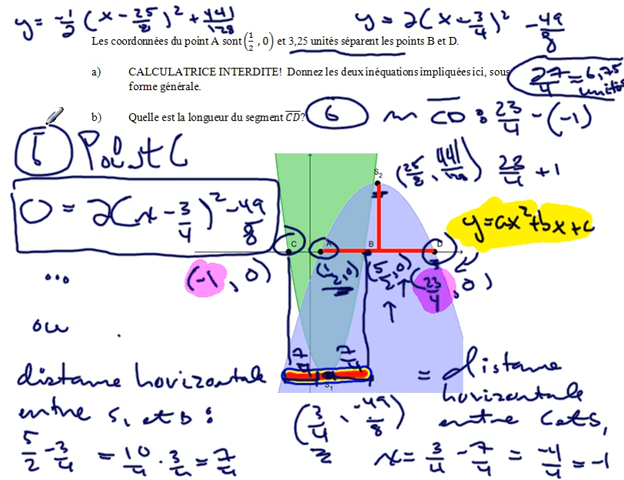 y = -1/2 (x - 25/8)² + 441/128
y = 2(x - 3/4)² - 49/8
Les coordonnées du point A sont (1/2, 0) et 3,25 unités séparent les points B et D.
a) CALCULATRICE INTERDITE! Donnez les deux inéquations impliquées ici, sous
forme générale.
27/4 = 6,75 unités
b) Quelle est la longueur du segment CD?
6 ~ CD : 23/4 - (-1)
23/4 + 1
5 Point C
0 = 2(x - 3/4)² - 49/8
S₂
(25/8, 441/128)
y = ax² + bx + c
C A B D
(-1, 0)
(1/2, 0)
(5/2, 0)
(23/4, 0)
...
ou
7/4 7/4
S₁
distance horizontale
entre S₁ et B :
5/2 - 3/4 = 10/4 - 3/4 = 7/4
(3/4, -49/8)
= distance
horizontale
entre C et S₁
x = 3/4 - 7/4 = -4/4 = -1